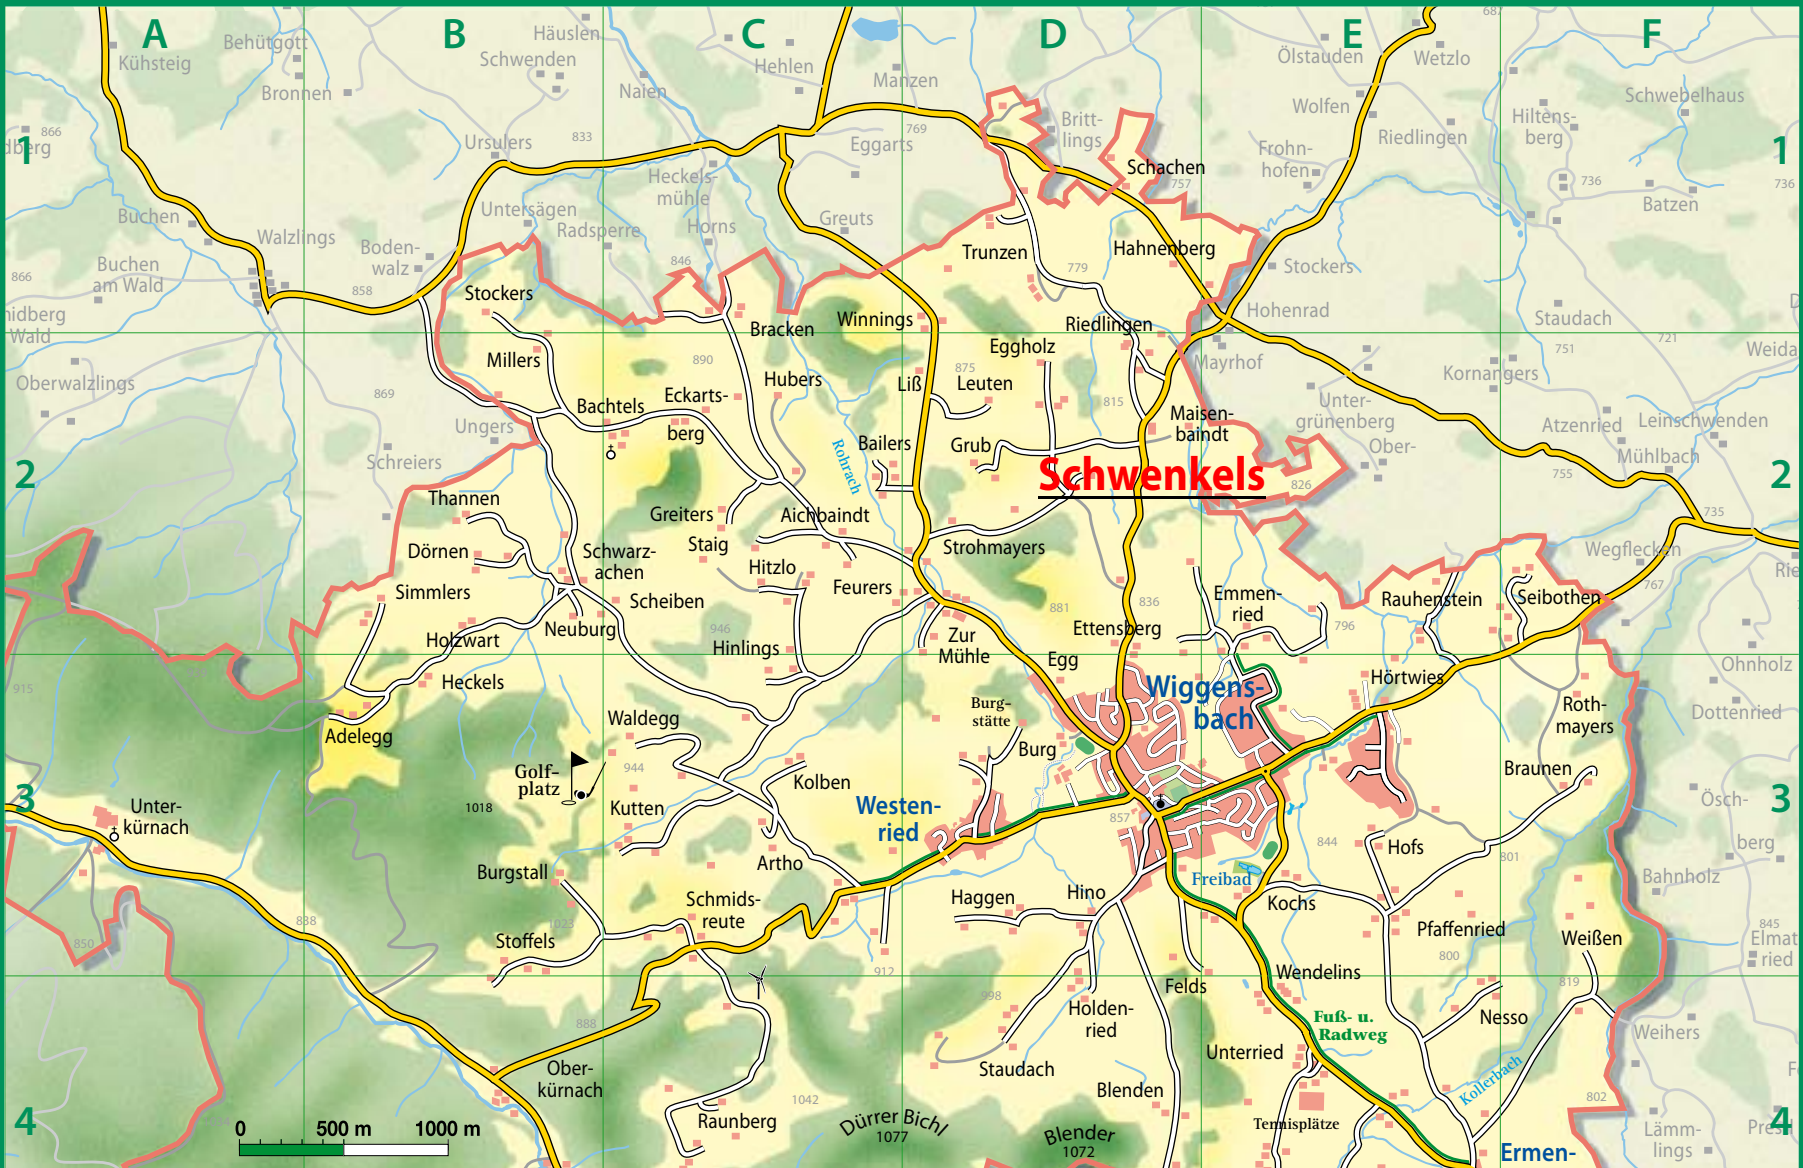 A
B
C
D
E
F
Kühsteig
Behütgott
Bronnen
Häuslen
Schwenden
Naien
Hehlen
Manzen
Britt-
lings
Ölstauden
Wetzlo
687
Wolfen
Riedlingen
Schwebelhaus
Hiltens-
berg
1
866
dberg
Ursulers
833
769
Eggarts
Schachen
757
Frohn-
hofen
736
736
1
Heckels-
mühle
Buchen
Untersägen
Radsperre
Horns
Greuts
Batzen
Walzlings
Boden-
walz
846
Trunzen
Hahnenberg
779
Stockers
866
Buchen
am Wald
858
Stockers
Hohenrad
nidberg
Wald
Bracken
Winnings
Riedlingen
Staudach
Millers
890
Eggholz
Mayrhof
751
721
Weida
Oberwalzlings
869
Hubers
Liß
875
Leuten
Kornangers
Eckarts-
berg
Bachtels
815
Maisen-
baindt
Unter-
grünenberg
Ober-
Atzenried
Leinschwenden
Ungers
Rohrach
Bailers
Grub
Mühlbach
2
Schreiers
Schwenkels
826
755
2
Thannen
Greiters
Aichbaindt
735
Dörnen
Schwarz-
achen
Staig
Strohmayers
Wegflecken
Hitzlo
Feurers
767
Rie
Simmlers
Scheiben
881
836
Emmen-
ried
796
Rauhenstein
Seibothen
Holzwart
Neuburg
946
Hinlings
Zur
Mühle
Ettensberg
Egg
Ohnholz
915
Heckels
Wiggens-
bach
Hörtwies
Waldegg
Burg-
stätte
Roth-
mayers
Dottenried
Adelegg
Burg
Golf-
platz
944
Kolben
Braunen
3
1018
Kutten
Westen-
ried
Ösch-
berg
3
Unter-
kürnach
857
844
Hofs
801
Burgstall
Artho
Freibad
Bahnholz
Schmids-
reute
Haggen
Hino
Kochs
838
1023
Pfaffenried
845
850
Stoffels
Weißen
Elmat
ried
912
800
Wendelins
Felds
819
998
Holden-
ried
Fuß- u.
Radweg
Nesso
Weihers
888
Unterried
Ober-
kürnach
Staudach
Blenden
Kollerbach
802
1042
4
0
500 m
1000 m
Raunberg
Dürrer Bichl
1077
Blender
1072
Tennisplätze
Lämm-
lings
4
Ermen-